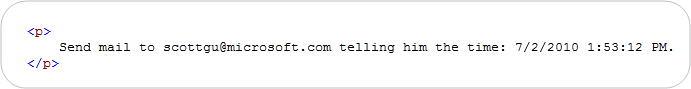 <p>
Send mail to scottgu@microsoft.com telling him the time: 7/2/2010 1:53:12 PM.
</p>